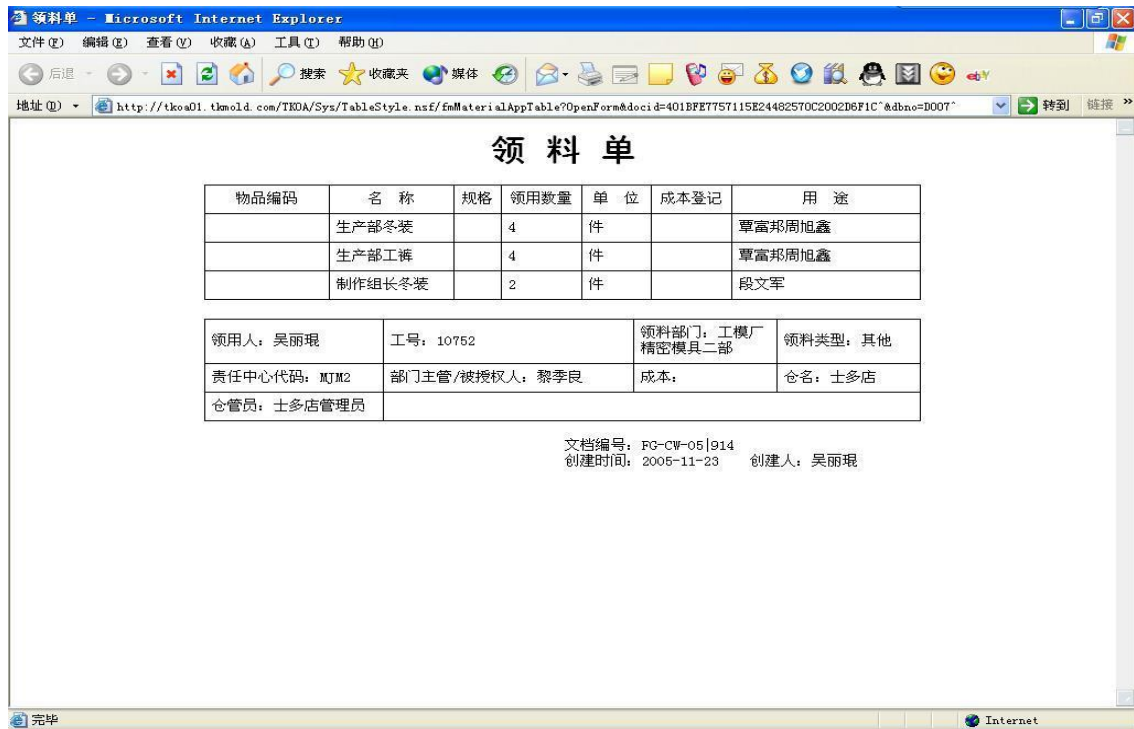 领料单 - Microsoft Internet Explorer
文件(F) 编辑(E) 查看(V) 收藏(A) 工具(T) 帮助(H)
后退 搜索 收藏夹 媒体
地址(D) http://tkoa01.tkmold.com/TKOA/Sys/TableStyle.nsf/fmMaterialAppTable?OpenForm&docid=401BFE7757115E24482570C2002D6F1C^&dbno=D007^ 转到 链接 »
领 料 单
物品编码 名 称 规格 领用数量 单 位 成本登记 用 途
生产部冬装 4 件 覃富邦周旭鑫
生产部工裤 4 件 覃富邦周旭鑫
制作组长冬装 2 件 段文军
领用人：吴丽琨 工号：10752 领料部门：工模厂 领料类型：其他
精密模具二部
责任中心代码：MJM2 部门主管/被授权人：黎季良 成本： 仓名：士多店
仓管员：士多店管理员
文档编号：FG-CW-05|914
创建时间：2005-11-23 创建人：吴丽琨
完毕 Internet